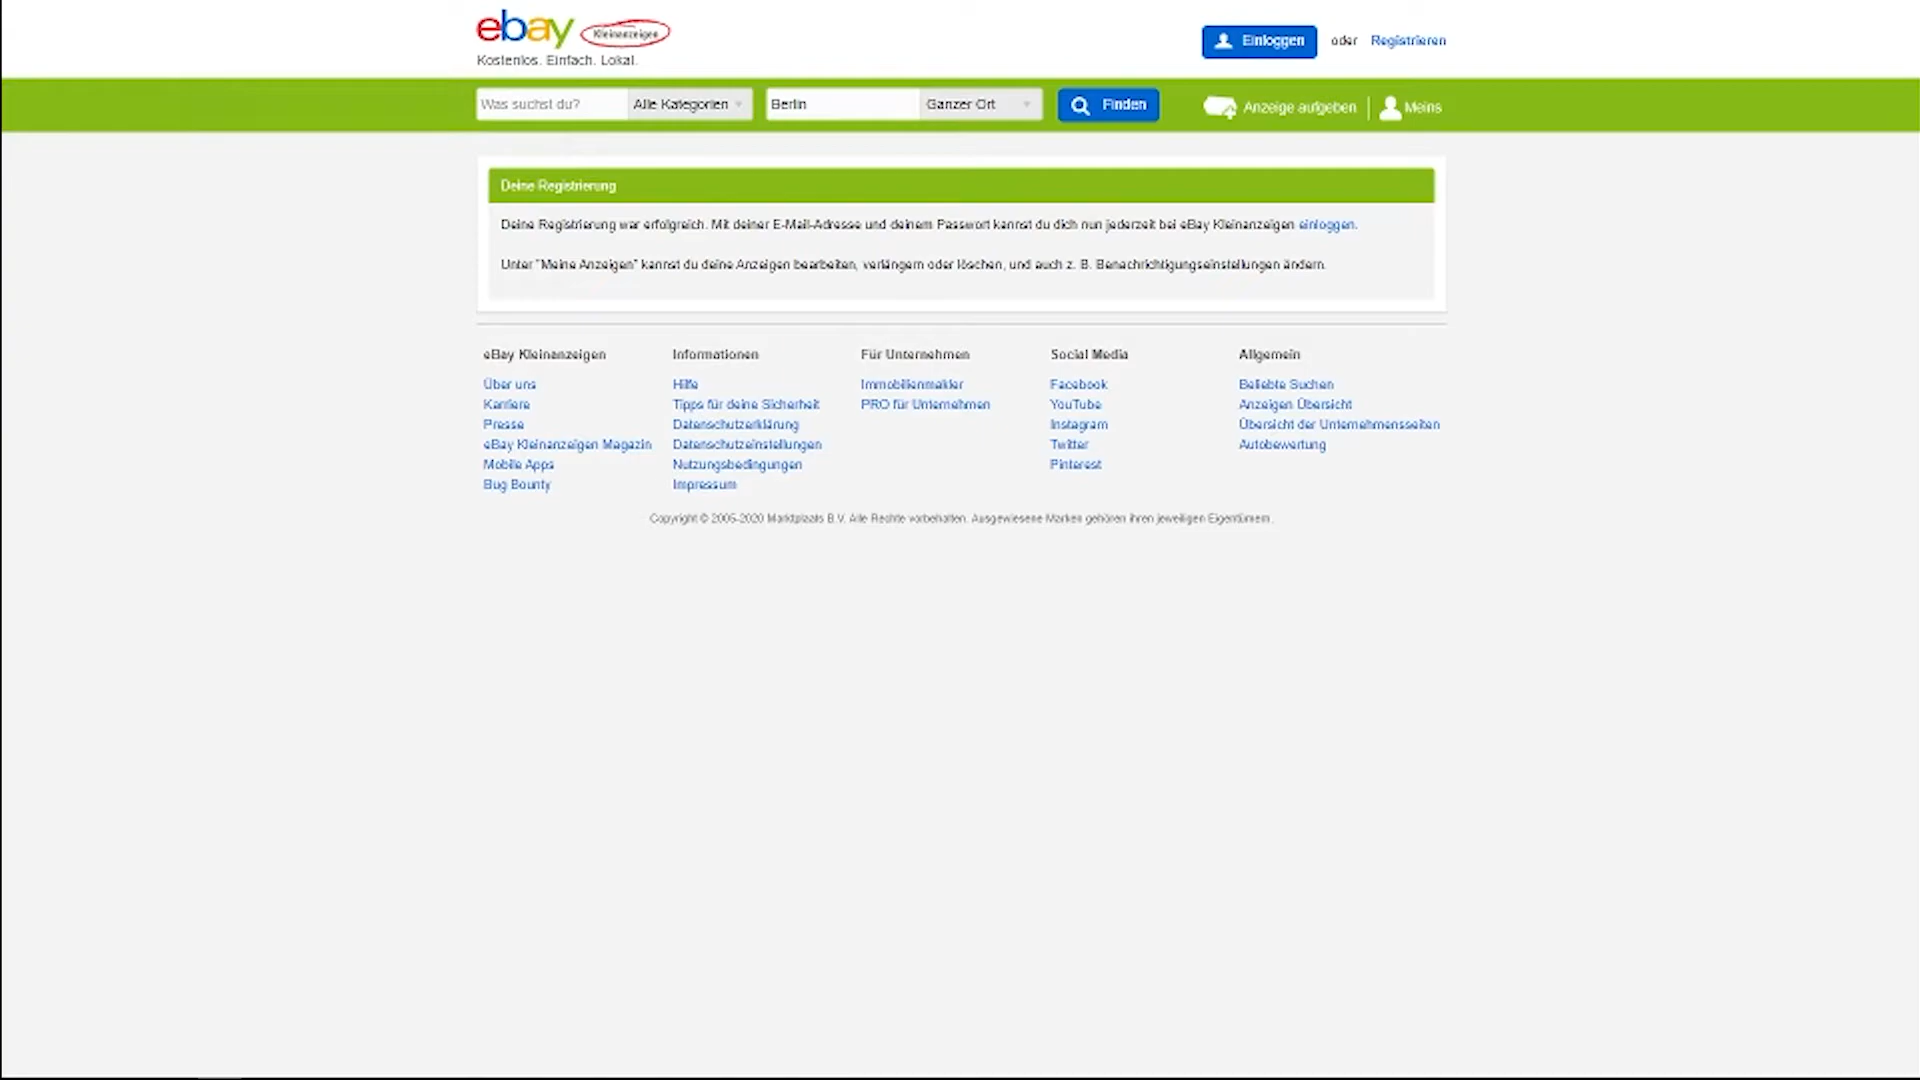 ebay Kleinanzeigen
Kostenlos. Einfach. Lokal.
Einloggen oder Registrieren
Was suchst du? Alle Kategorien Berlin Ganzer Ort Finden Anzeige aufgeben Meins
Deine Registrierung
Deine Registrierung war erfolgreich. Mit deiner E-Mail-Adresse und deinem Passwort kannst du dich nun jederzeit bei eBay Kleinanzeigen einloggen.
Unter "Meine Anzeigen" kannst du deine Anzeigen bearbeiten, verlängern oder löschen, und auch z. B. Benachrichtigungseinstellungen ändern.
eBay Kleinanzeigen
Über uns
Karriere
Presse
eBay Kleinanzeigen Magazin
Mobile Apps
Bug Bounty
Informationen
Hilfe
Tipps für deine Sicherheit
Datenschutzerklärung
Datenschutzeinstellungen
Nutzungsbedingungen
Impressum
Für Unternehmen
Immobilienmakler
PRO für Unternehmen
Social Media
Facebook
YouTube
Instagram
Twitter
Pinterest
Allgemein
Beliebte Suchen
Anzeigen Übersicht
Übersicht der Unternehmensseiten
Autobewertung
Copyright © 2005-2020 Marktplaats B.V. Alle Rechte vorbehalten. Ausgewiesene Marken gehören ihren jeweiligen Eigentümern.